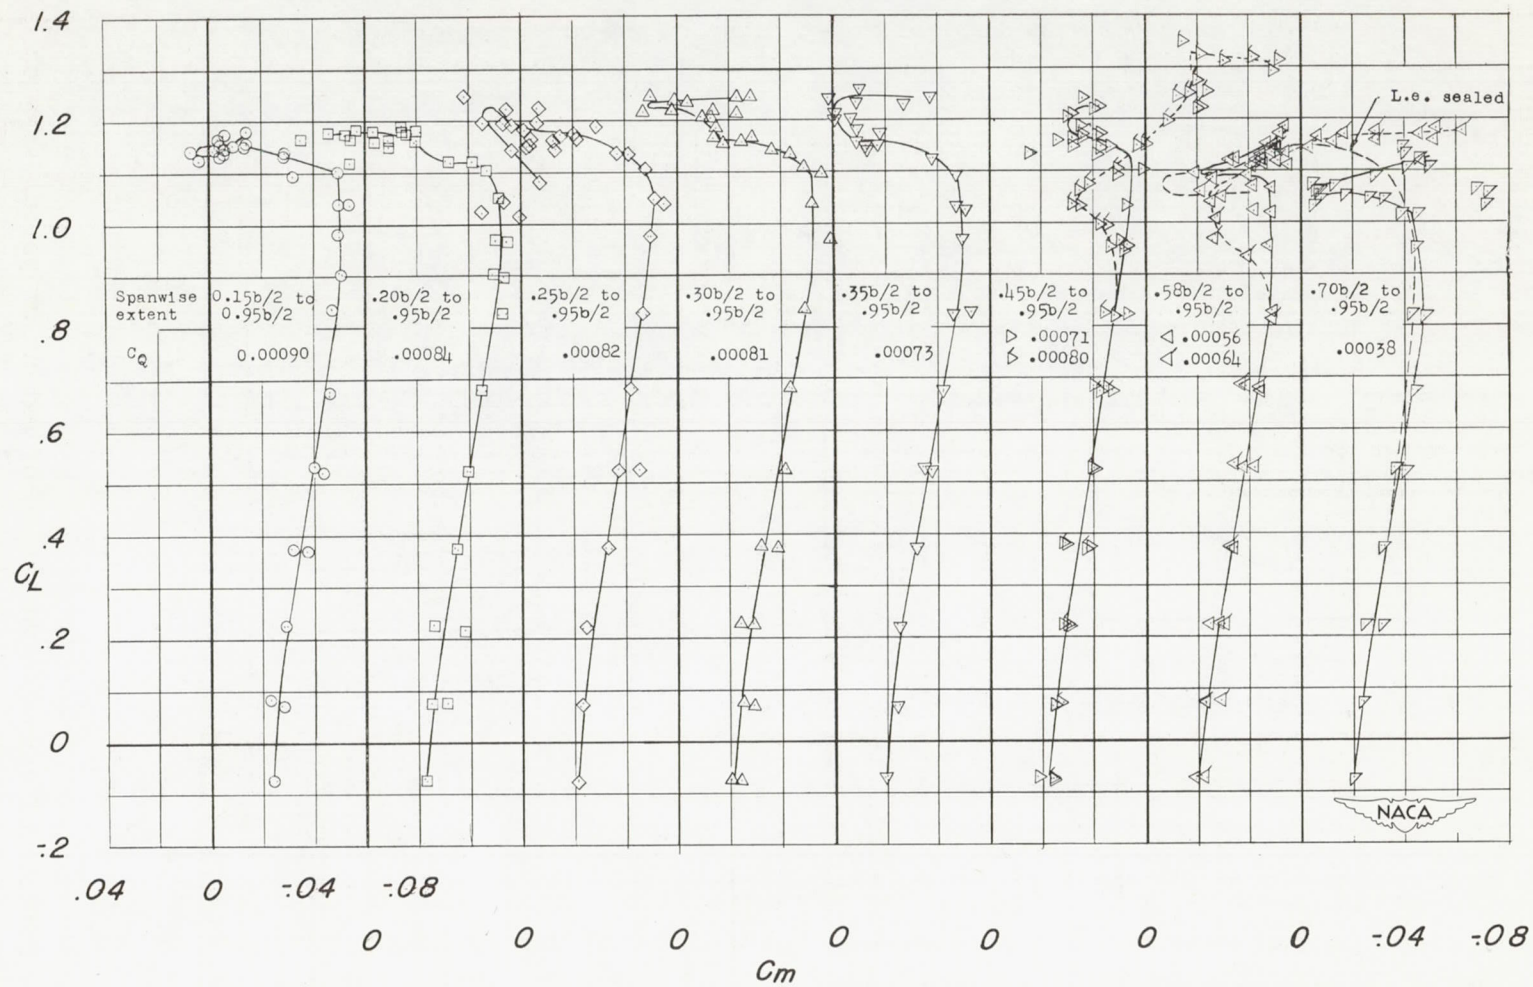 1.4
1.2
1.0
.8
.6
.4
.2
0
-.2
C_L
L.e. sealed
Spanwise extent
0.15b/2 to 0.95b/2
.20b/2 to .95b/2
.25b/2 to .95b/2
.30b/2 to .95b/2
.35b/2 to .95b/2
.45b/2 to .95b/2
.58b/2 to .95b/2
.70b/2 to .95b/2
C_Q
0.00090
.00084
.00082
.00081
.00073
.00071
.00080
.00056
.00064
.00038
NACA
.04 0 -.04 -.08
0 0 0 0 0 0 0 -.04 -.08
C_m